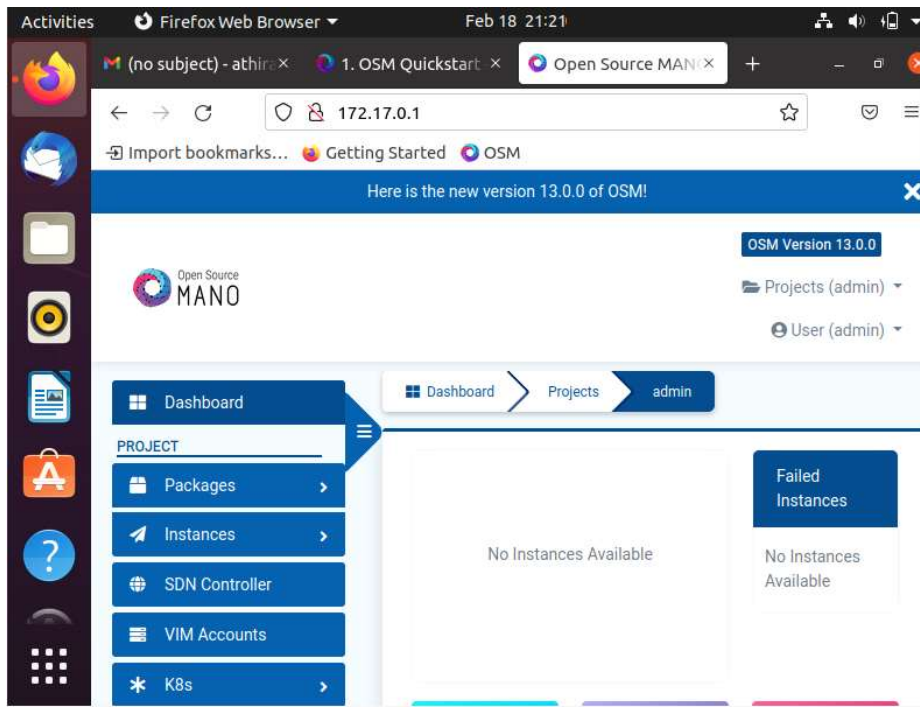 Activities
Firefox Web Browser
Feb 18 21:21
(no subject) - athira
1. OSM Quickstart
Open Source MANO
172.17.0.1
Import bookmarks...
Getting Started
OSM
Here is the new version 13.0.0 of OSM!
Open Source
MANO
OSM Version 13.0.0
Projects (admin)
User (admin)
Dashboard
PROJECT
Packages
Instances
SDN Controller
VIM Accounts
K8s
Dashboard
Projects
admin
No Instances Available
Failed
Instances
No Instances
Available